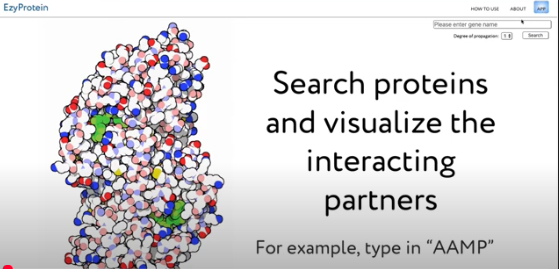 EzyProtein
HOW TO USE
ABOUT
APP
Please enter gene name
Degree of propagation:
Search
Search proteins
and visualize the
interacting
partners
For example, type in “AAMP”